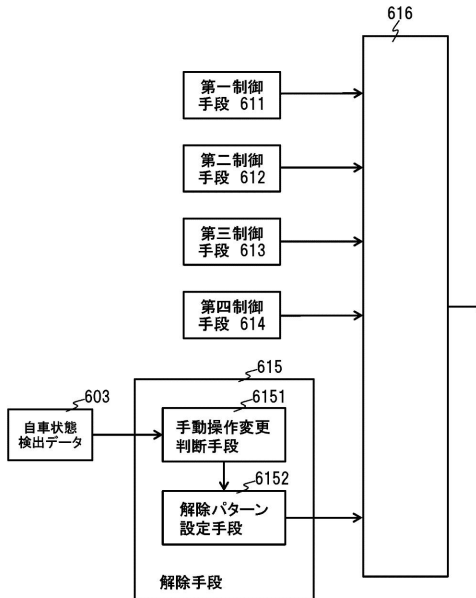 616
第一制御
手段 611
第二制御
手段 612
第三制御
手段 613
第四制御
手段 614
615
603
6151
自車状態
検出データ
手動操作変更
判断手段
6152
解除パターン
設定手段
解除手段